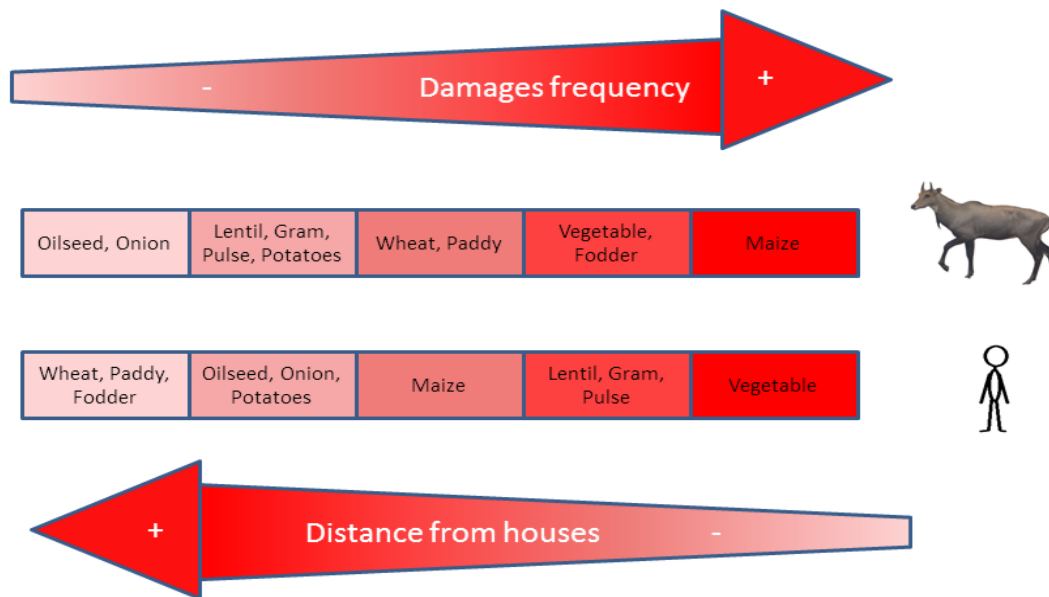 - Damages frequency +
Oilseed, Onion
Lentil, Gram,
Pulse, Potatoes
Wheat, Paddy
Vegetable,
Fodder
Maize
Wheat, Paddy,
Fodder
Oilseed, Onion,
Potatoes
Maize
Lentil, Gram,
Pulse
Vegetable
+ Distance from houses -